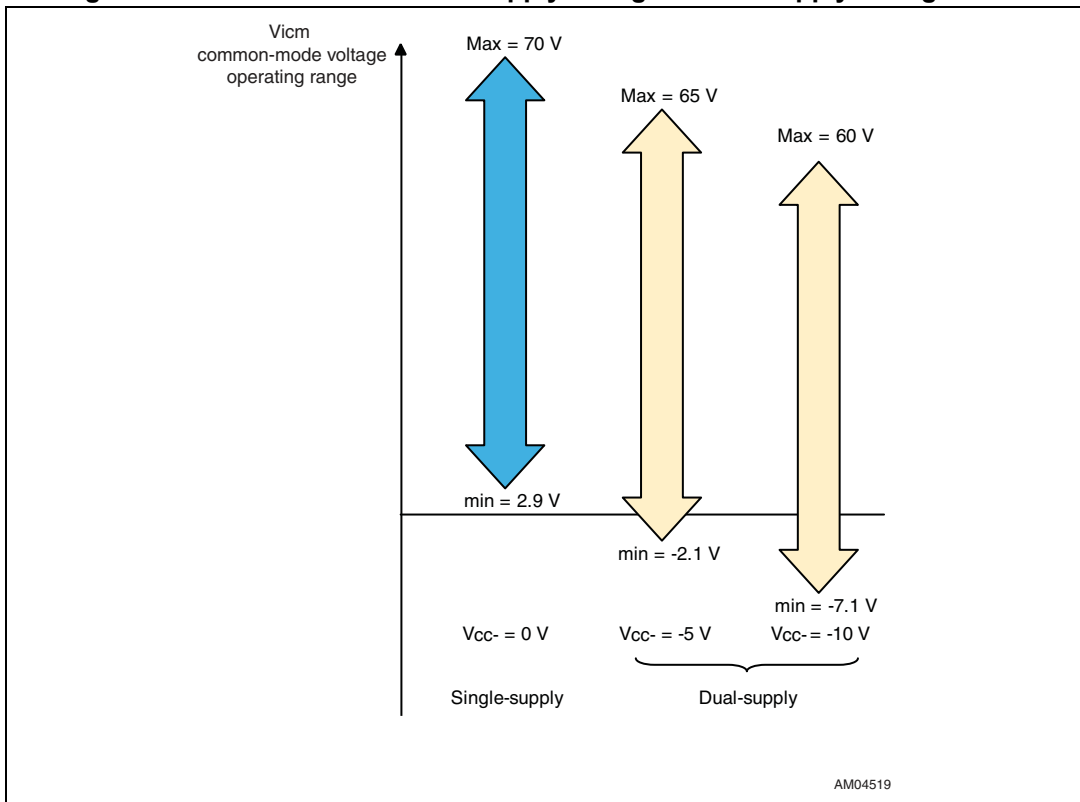 Vicm
common-mode voltage
operating range
Max = 70 V
Max = 65 V
Max = 60 V
min = 2.9 V
min = -2.1 V
min = -7.1 V
Vcc- = 0 V
Vcc- = -5 V
Vcc- = -10 V
Single-supply
Dual-supply
AM04519